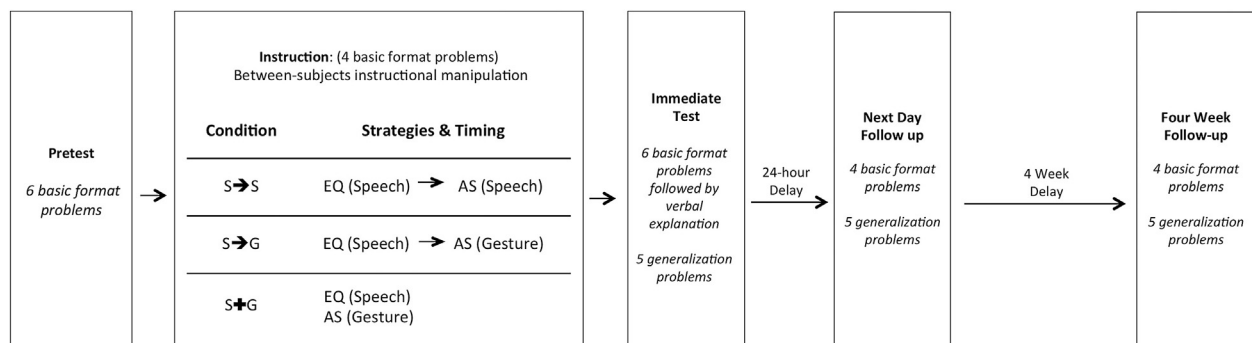 Pretest
6 basic format
problems
Instruction: (4 basic format problems)
Between-subjects instructional manipulation
Condition Strategies & Timing
S➔S EQ (Speech) → AS (Speech)
S➔G EQ (Speech) → AS (Gesture)
S+G EQ (Speech)
AS (Gesture)
Immediate
Test
6 basic format
problems
followed by
verbal
explanation
5 generalization
problems
24-hour
Delay
Next Day
Follow up
4 basic format
problems
5 generalization
problems
4 Week
Delay
Four Week
Follow-up
4 basic format
problems
5 generalization
problems